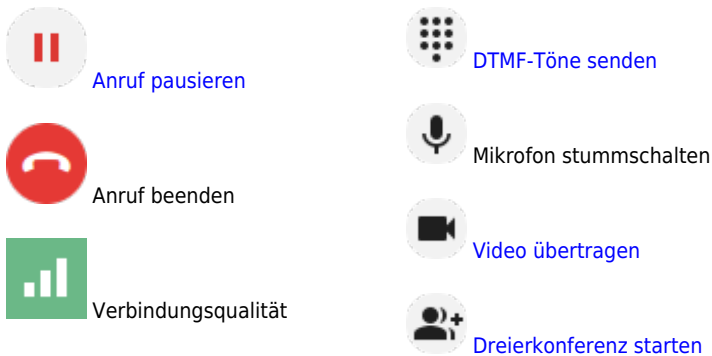 Anruf pausieren
Anruf beenden
Verbindungsqualität
DTMF-Töne senden
Mikrofon stummschalten
Video übertragen
Dreierkonferenz starten